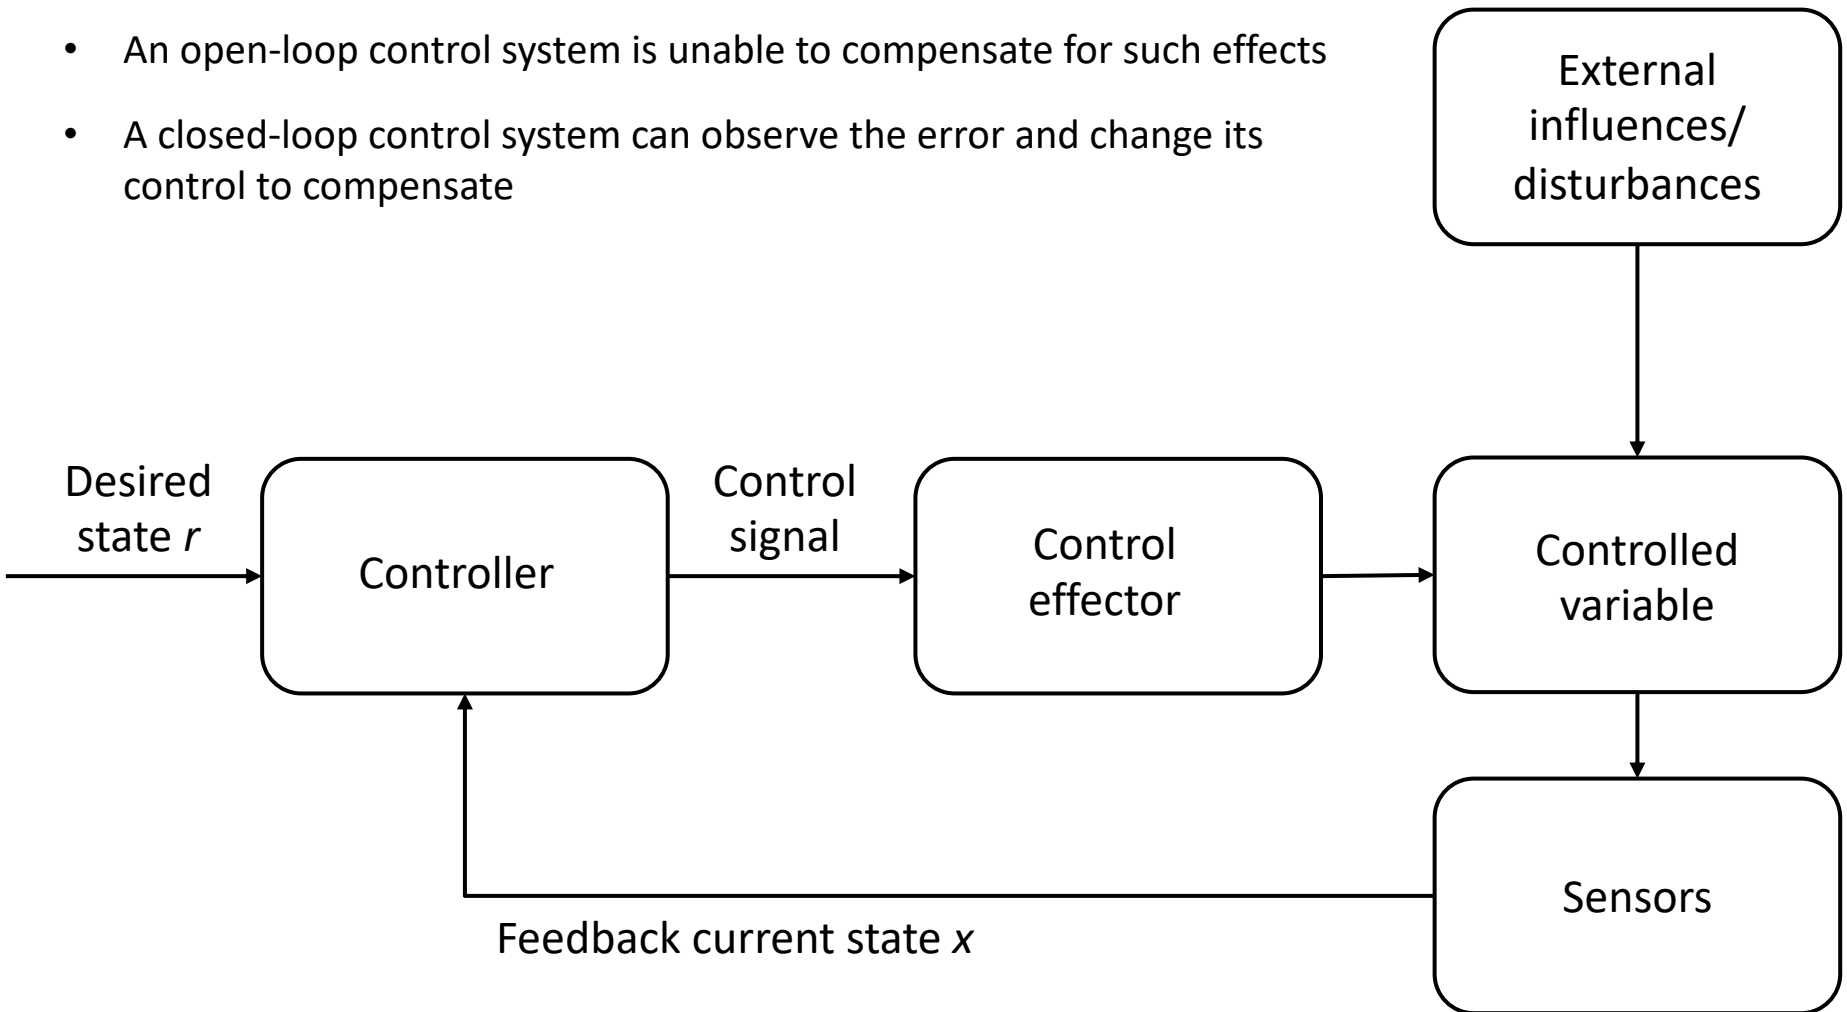 • An open-loop control system is unable to compensate for such effects
• A closed-loop control system can observe the error and change its
control to compensate
External
influences/
disturbances
Desired
state r
Controller
Control
signal
Control
effector
Controlled
variable
Feedback current state x
Sensors